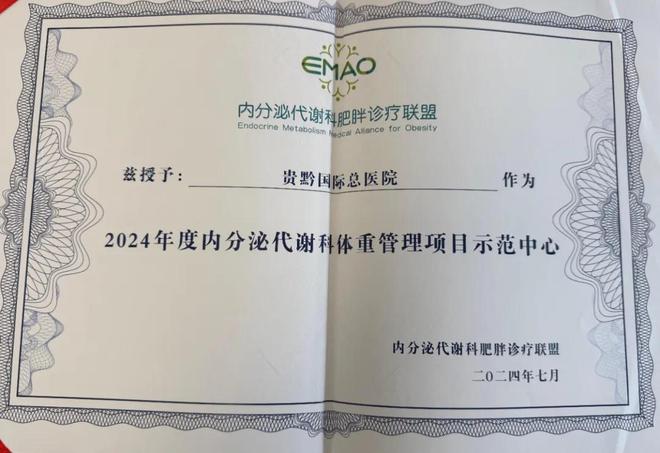 EMAO
内分泌代谢科肥胖诊疗联盟
Endocrine Metabolism Medical Alliance for Obesity
兹授予： 贵黔国际总医院 作为
2024年度内分泌代谢科体重管理项目示范中心
内分泌代谢科肥胖诊疗联盟
二〇二四年七月